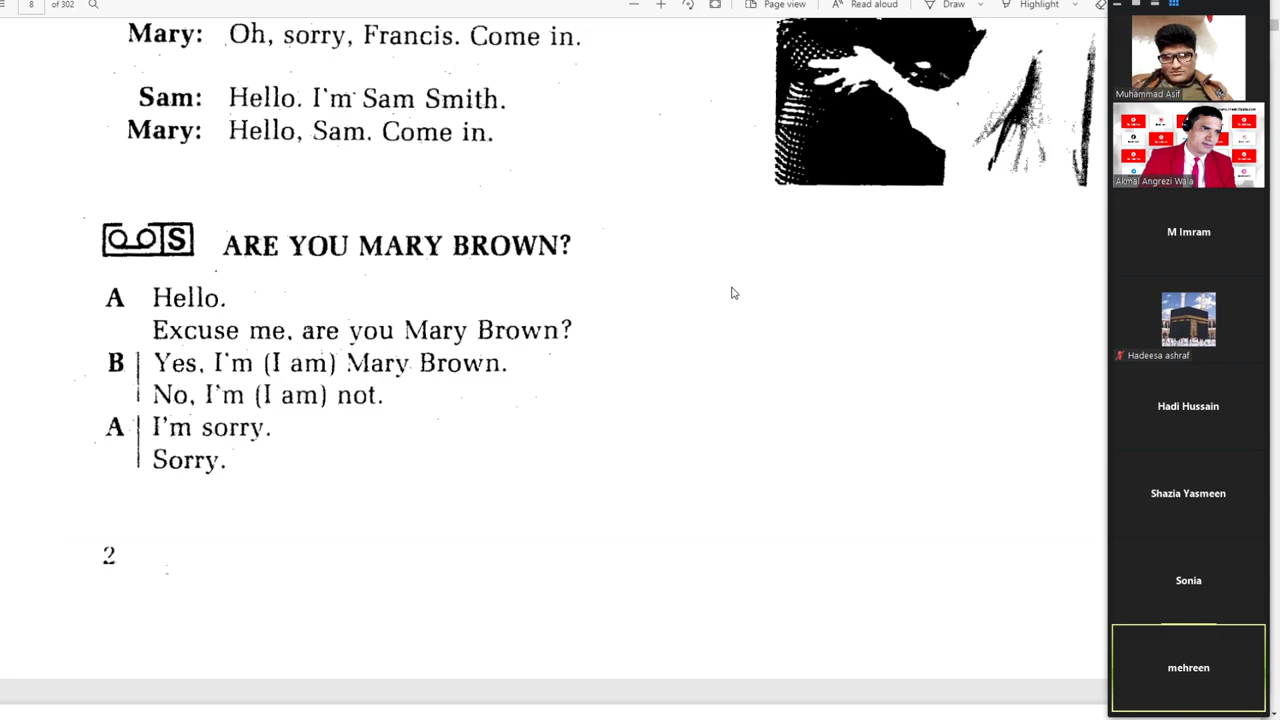 8 of 302
Page view
Read aloud
Draw
Highlight
Mary: Oh, sorry, Francis. Come in.
Sam: Hello. I'm Sam Smith.
Mary: Hello, Sam. Come in.
S ARE YOU MARY BROWN?
A Hello.
Excuse me, are you Mary Brown?
B Yes, I'm (I am) Mary Brown.
No, I'm (I am) not.
A I'm sorry.
Sorry.
2
Muhammad Asif
Akmal Angrezi Wala
M Imram
Hadeesa ashraf
Hadi Hussain
Shazia Yasmeen
Sonia
mehreen